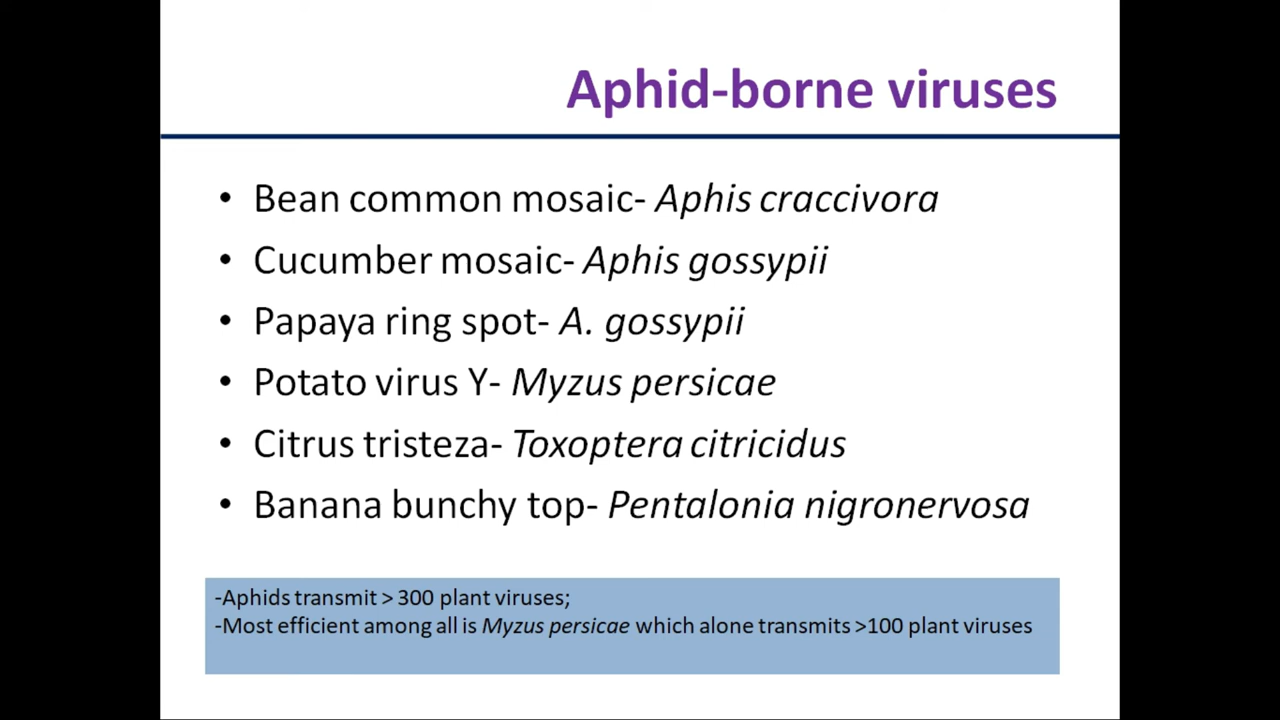 Aphid-borne viruses
• Bean common mosaic- Aphis craccivora
• Cucumber mosaic- Aphis gossypii
• Papaya ring spot- A. gossypii
• Potato virus Y- Myzus persicae
• Citrus tristeza- Toxoptera citricidus
• Banana bunchy top- Pentalonia nigronervosa
-Aphids transmit > 300 plant viruses;
-Most efficient among all is Myzus persicae which alone transmits >100 plant viruses